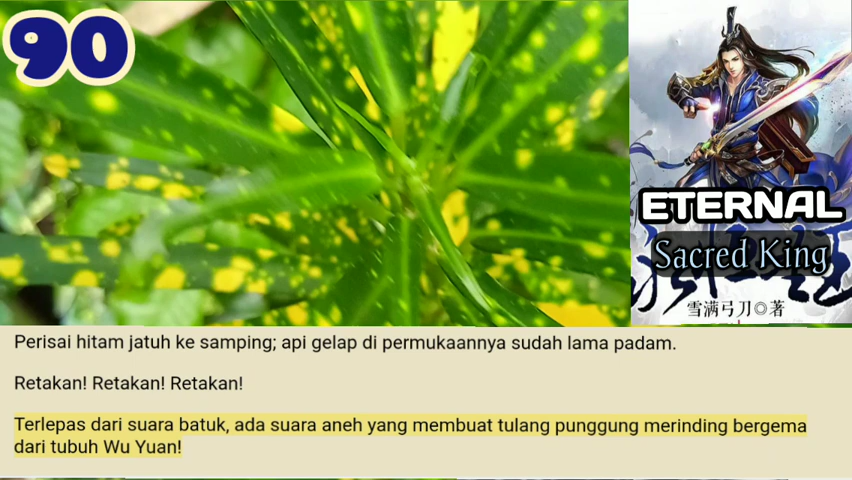 90
ETERNAL
Sacred King
雪满弓刀◎著
Perisai hitam jatuh ke samping; api gelap di permukaannya sudah lama padam.
Retakan! Retakan! Retakan!
Terlepas dari suara batuk, ada suara aneh yang membuat tulang punggung merinding bergema
dari tubuh Wu Yuan!